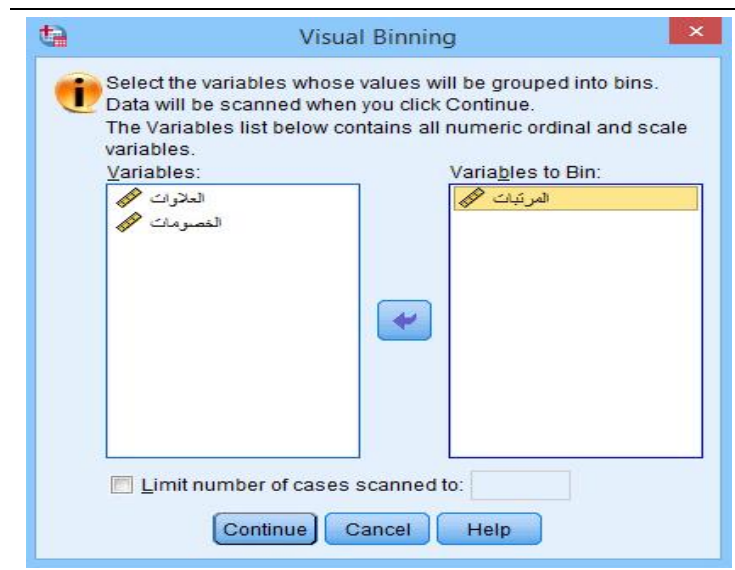 Visual Binning
Select the variables whose values will be grouped into bins.
Data will be scanned when you click Continue.
The Variables list below contains all numeric ordinal and scale
variables.
Variables:
العلاوات
الخصومات
Variables to Bin:
المرتبات
Limit number of cases scanned to:
Continue Cancel Help